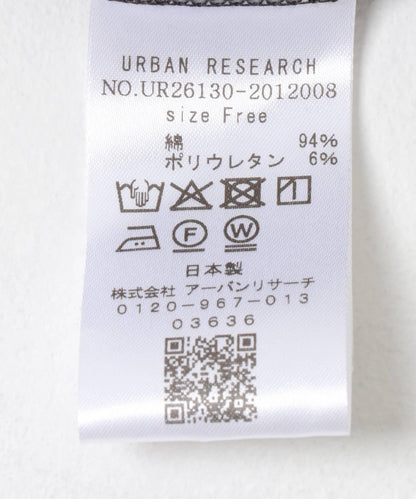 URBAN RESEARCH
NO.UR26130-2012008
size Free
綿 94%
ポリウレタン 6%
F W
日本製
株式会社 アーバンリサーチ
0120-967-013
03636